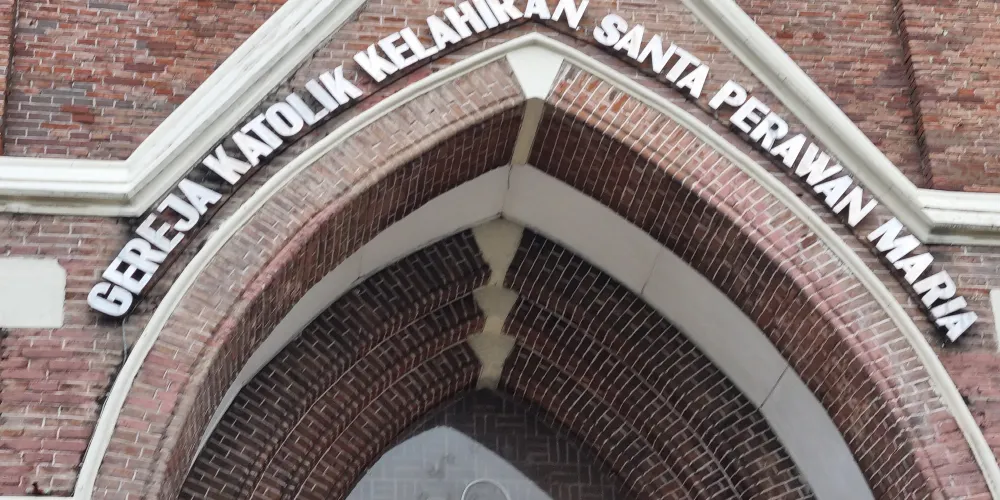 GEREJA KATOLIK KELAHIRAN SANTA PERAWAN MARIA